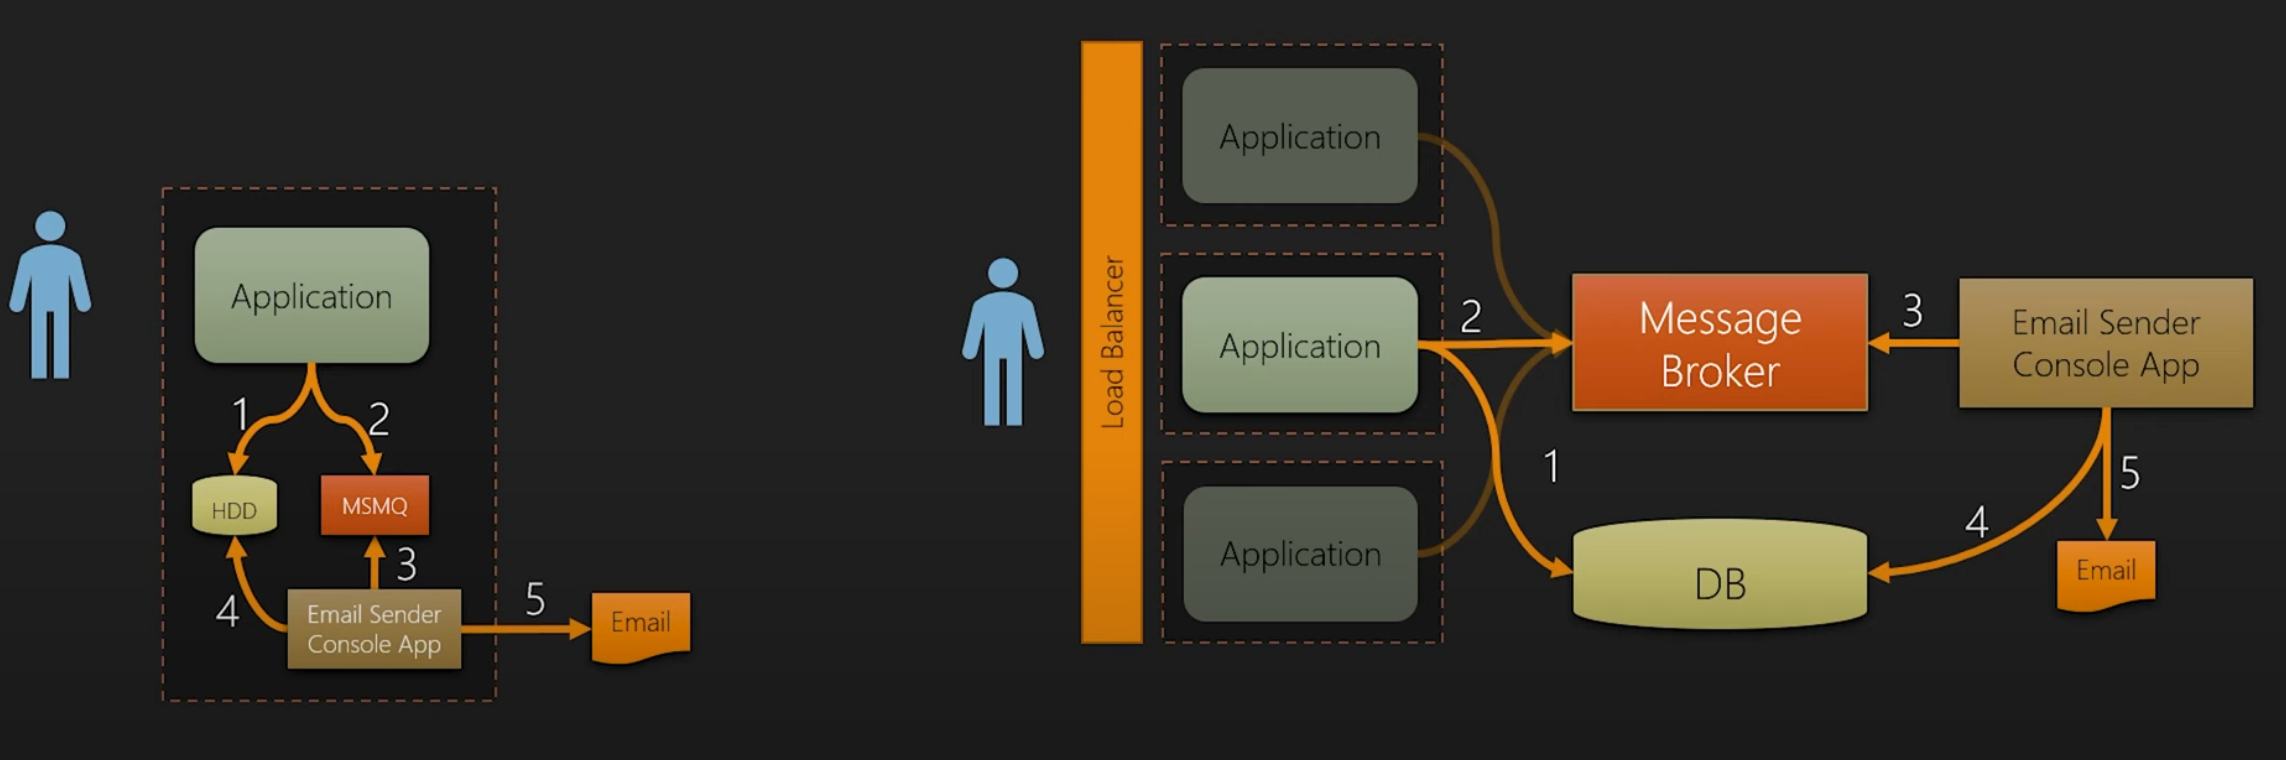 Application
1
2
HDD
MSMQ
3
4
Email Sender
Console App
5
Email
Load Balancer
Application
Application
Application
2
1
Message
Broker
3
Email Sender
Console App
DB
4
5
Email